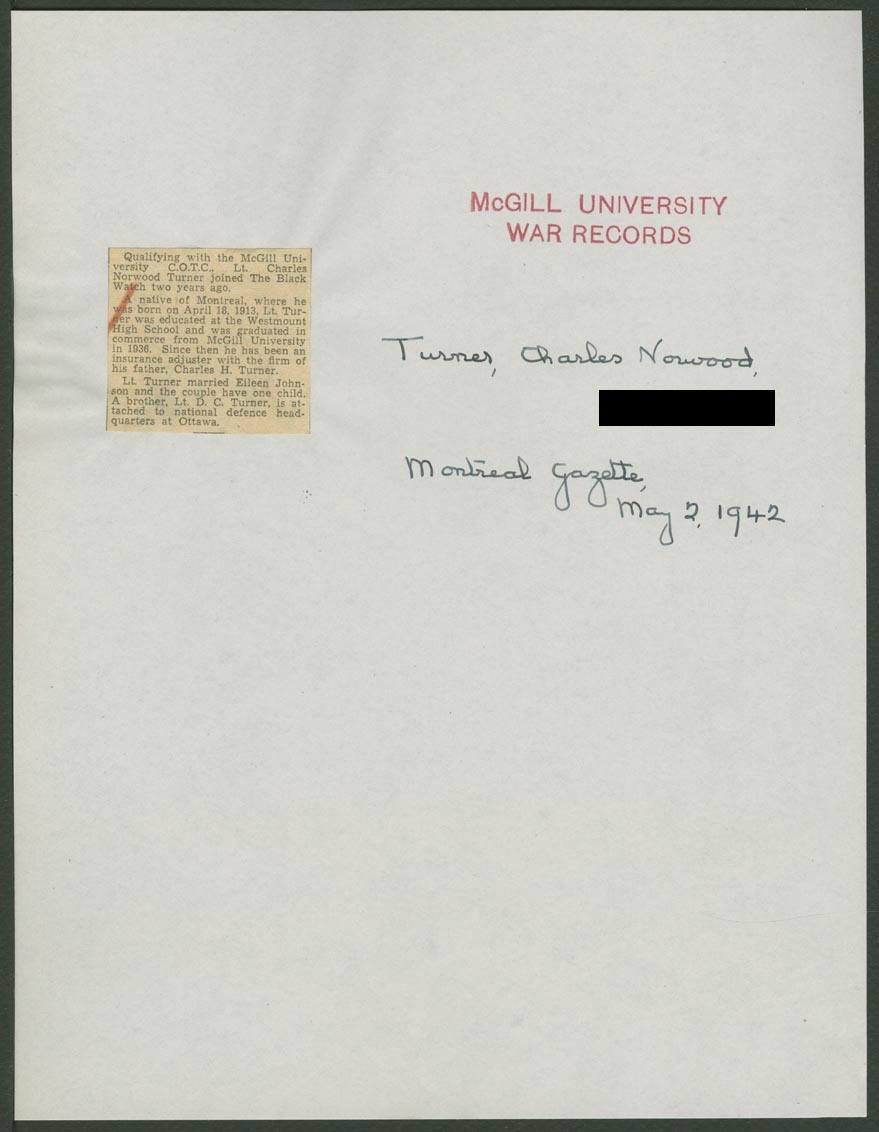 McGILL UNIVERSITY
WAR RECORDS
Qualifying with the McGill Uni-
versity C.O.T.C., Lt. Charles
Norwood Turner joined The Black
Watch two years ago.
A native of Montreal, where he
was born on April 18, 1913, Lt. Tur-
ner was educated at the Westmount
High School and was graduated in
commerce from McGill University
in 1936. Since then he has been an
insurance adjuster with the firm of
his father, Charles H. Turner.
Lt. Turner married Eileen John-
son and the couple have one child.
A brother, Lt. D. C. Turner, is at-
tached to national defence head-
quarters at Ottawa.
Turner, Charles Norwood,
Montreal Gazette,
May 2, 1942